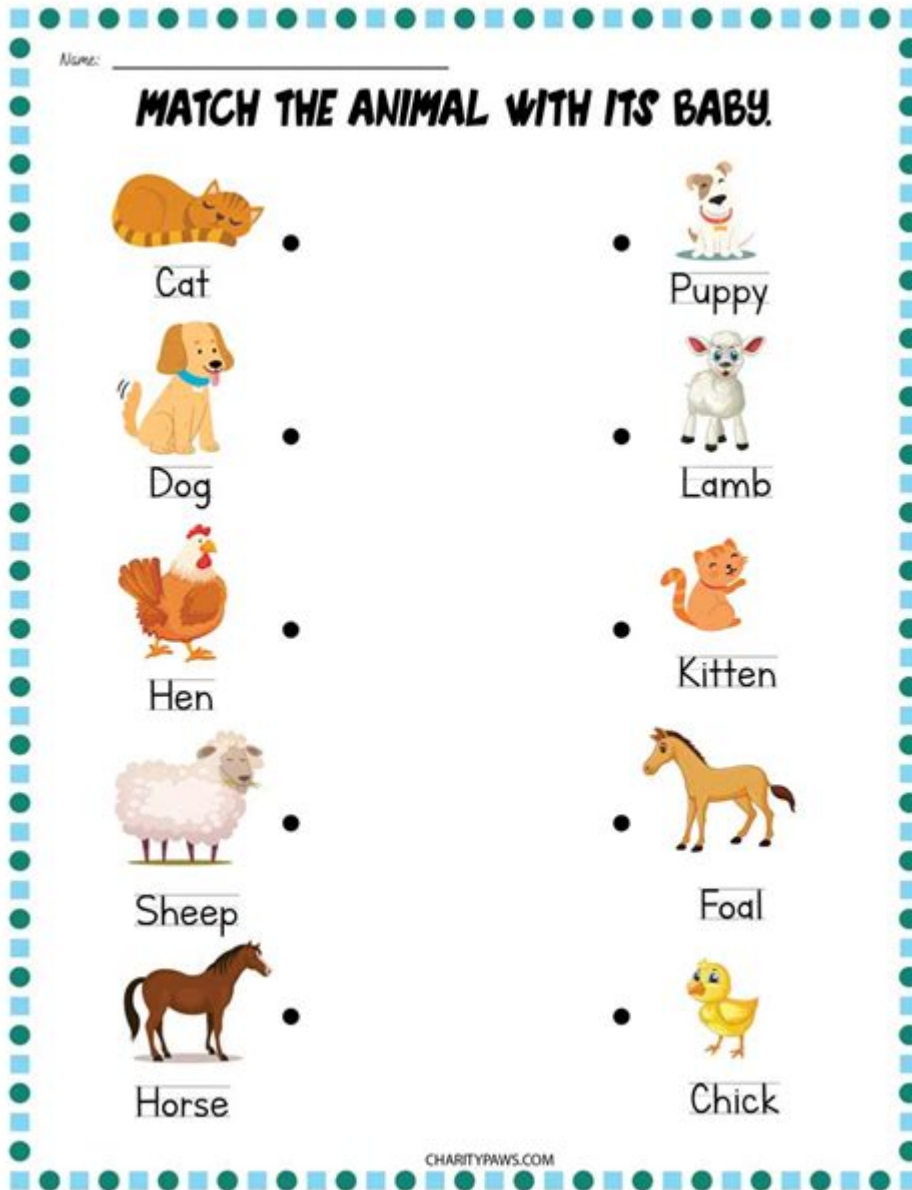 Name:
MATCH THE ANIMAL WITH ITS BABY.
Cat
Puppy
Dog
Lamb
Hen
Kitten
Sheep
Foal
Horse
Chick
CHARITYPAWS.COM